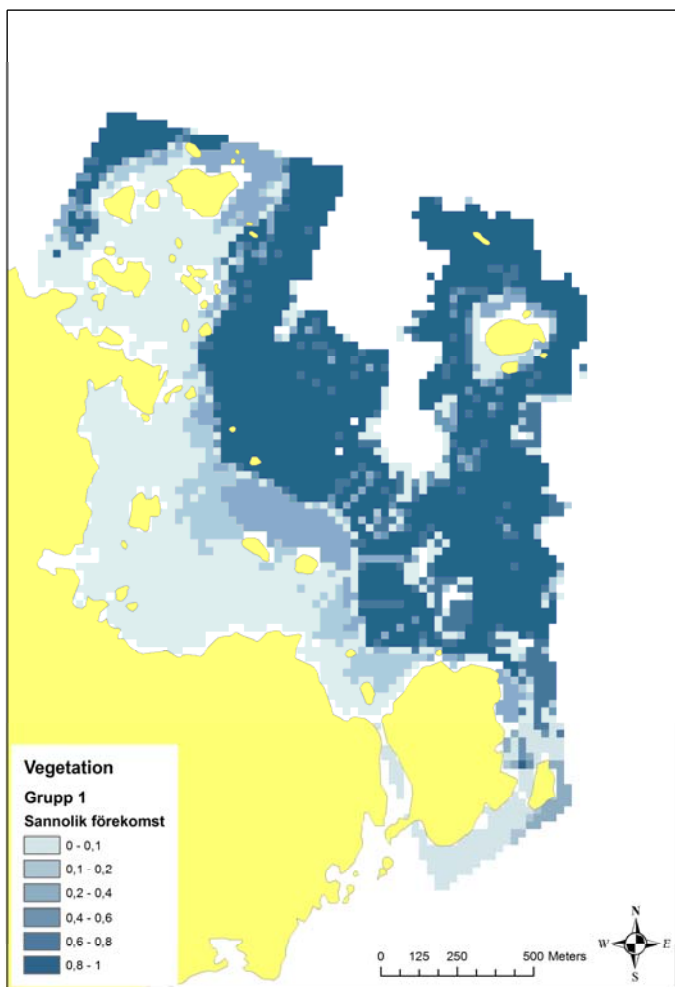 Vegetation
Grupp 1
Sannolik förekomst
0 - 0,1
0,1 - 0,2
0,2 - 0,4
0,4 - 0,6
0,6 - 0,8
0,8 - 1
N
W E
S
0 125 250 500 Meters